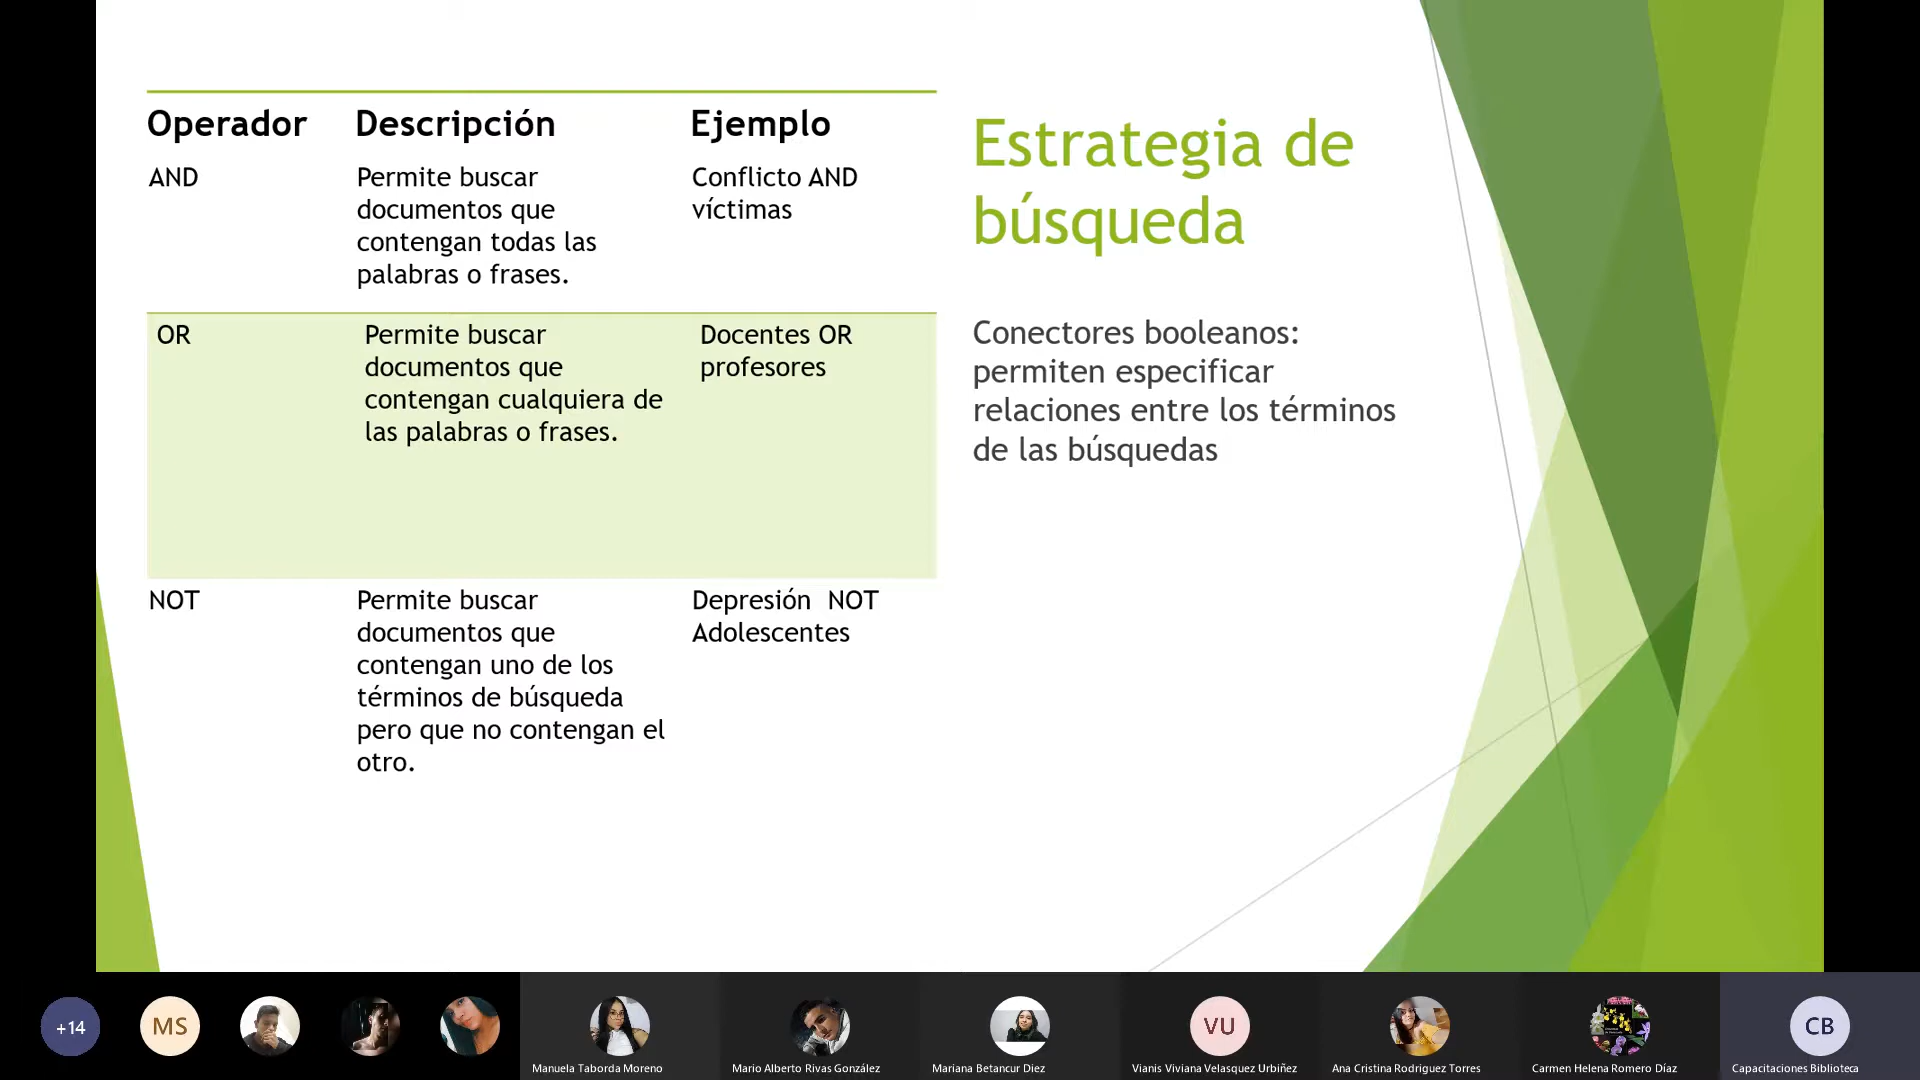 Operador Descripción Ejemplo
AND
Permite buscar
documentos que
contengan todas las
palabras o frases.
Conflicto AND
víctimas
OR
Permite buscar
documentos que
contengan cualquiera de
las palabras o frases.
Docentes OR
profesores
NOT
Permite buscar
documentos que
contengan uno de los
términos de búsqueda
pero que no contengan el
otro.
Depresión  NOT
Adolescentes
Estrategia de
búsqueda
Conectores booleanos:
permiten especificar
relaciones entre los términos
de las búsquedas
+14
MS
Manuela Taborda Moreno
Mario Alberto Rivas González
Mariana Betancur Diez
VU
Vianis Viviana Velasquez Urbiñez
Ana Cristina Rodriguez Torres
Carmen Helena Romero Díaz
CB
Capacitaciones Biblioteca